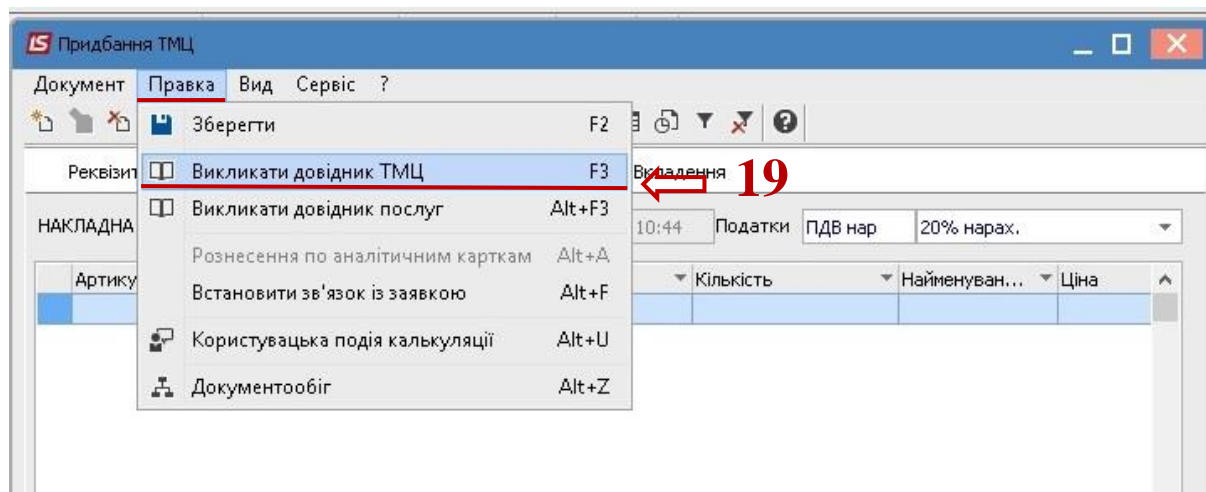 Придбання ТМЦ
Документ Правка Вид Сервіс ?
Зберегти F2
Реквізит Викликати довідник ТМЦ F3 Вкладення 19
Викликати довідник послуг Alt+F3
НАКЛАДНА 10:44 Податки ПДВ нар 20% нарах.
Рознесення по аналітичним карткам Alt+A
Артику Кількість Найменуван... Ціна
Встановити зв'язок із заявкою Alt+F
Користувацька подія калькуляції Alt+U
Документообіг Alt+Z